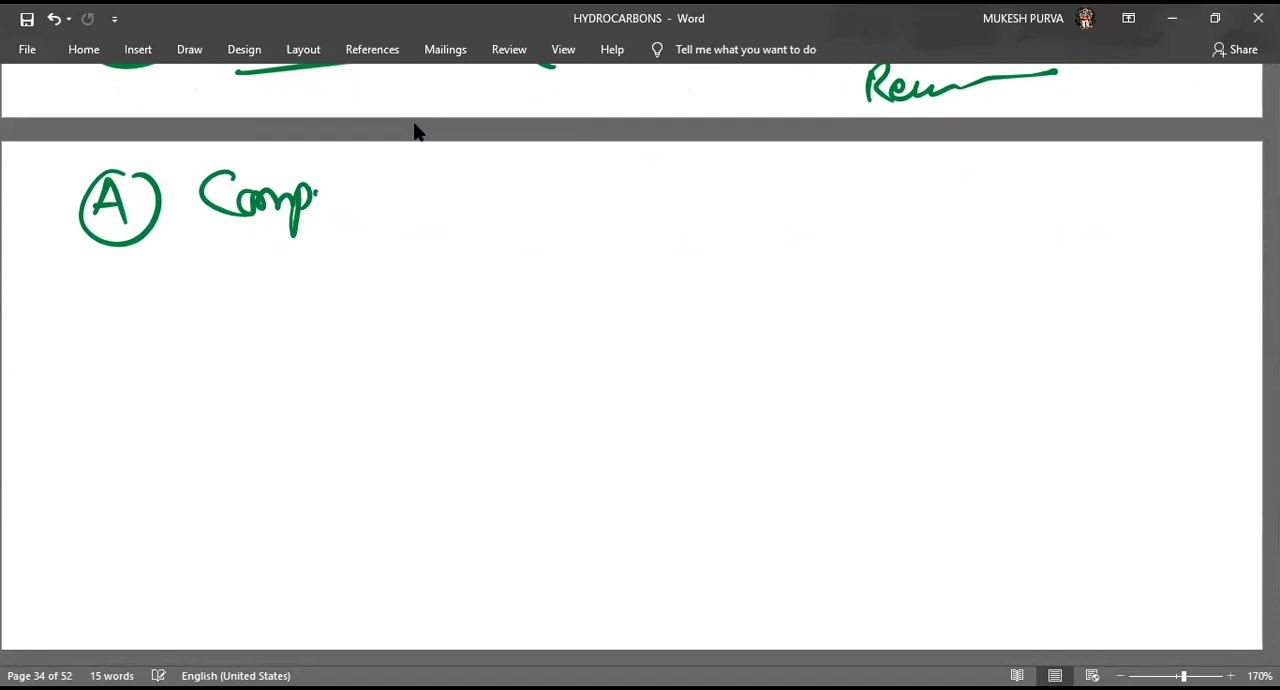 HYDROCARBONS - Word
MUKESH PURVA
File Home Insert Draw Design Layout References Mailings Review View Help Tell me what you want to do Share
A Comp
Page 34 of 52 15 words English (United States) 170%